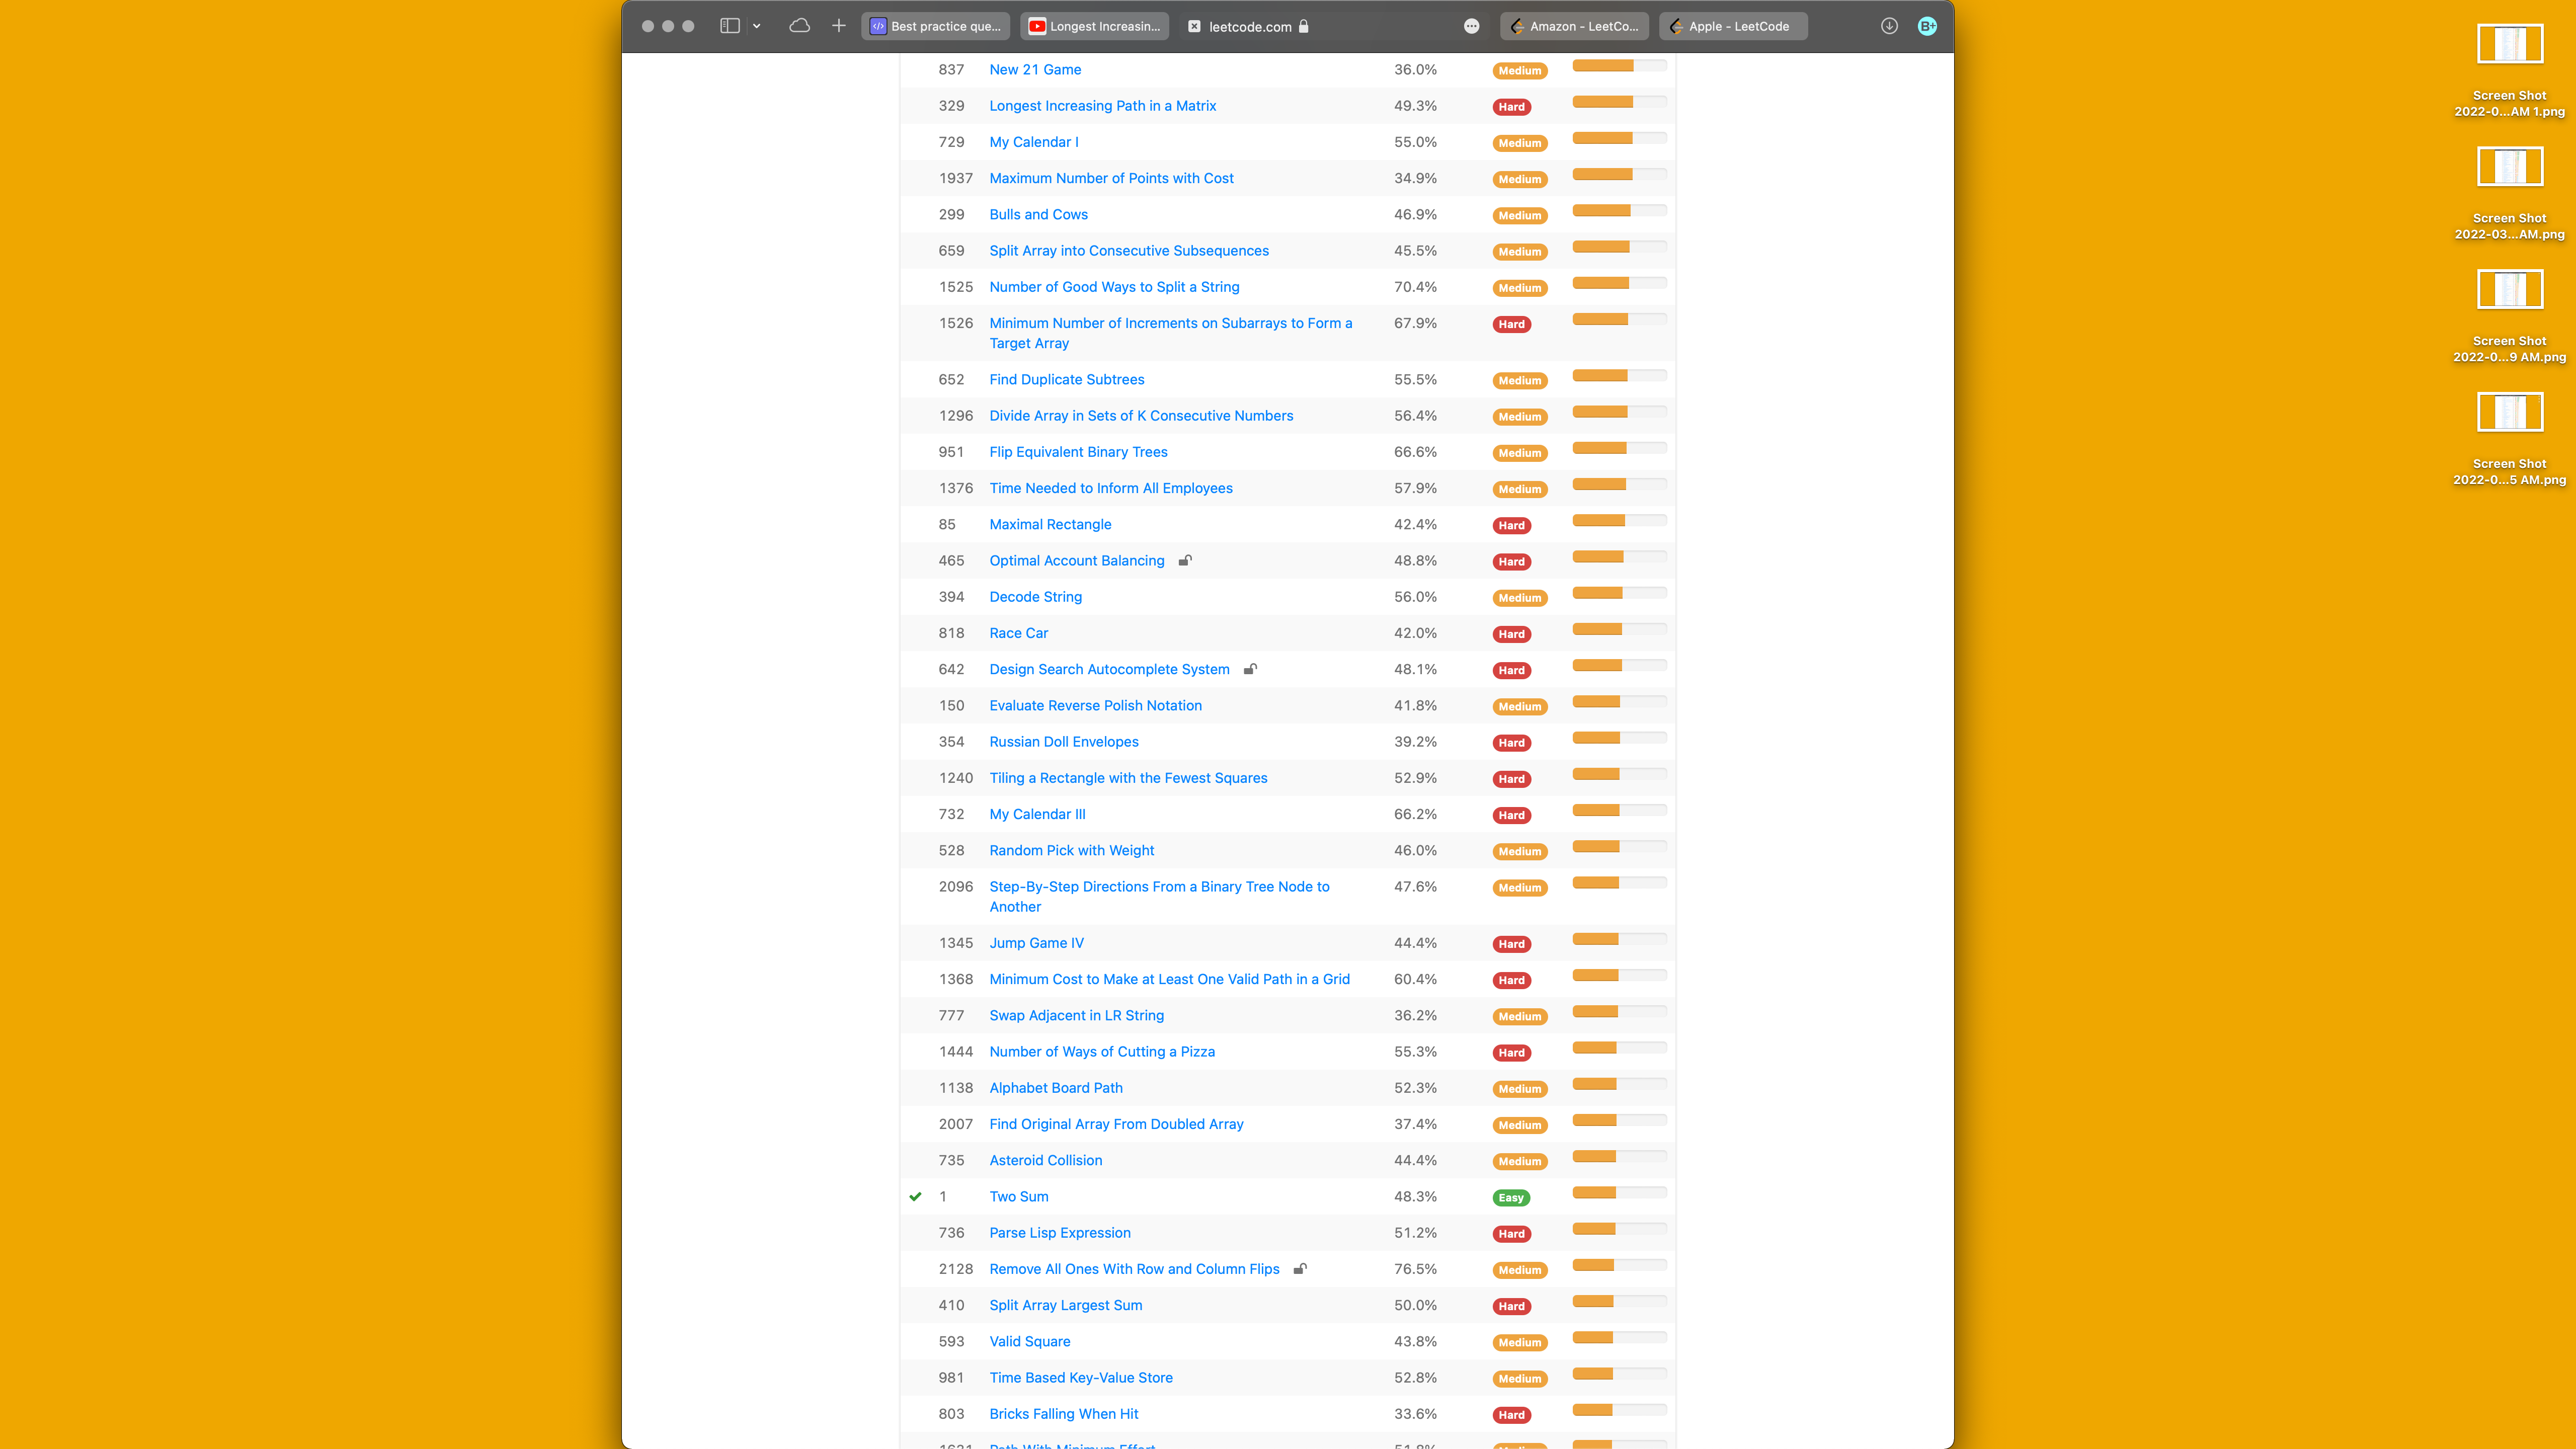 Best practice que...
Longest Increasin...
leetcode.com
Amazon - LeetCo...
Apple - LeetCode
B+
837 New 21 Game 36.0% Medium
329 Longest Increasing Path in a Matrix 49.3% Hard
729 My Calendar I 55.0% Medium
1937 Maximum Number of Points with Cost 34.9% Medium
299 Bulls and Cows 46.9% Medium
659 Split Array into Consecutive Subsequences 45.5% Medium
1525 Number of Good Ways to Split a String 70.4% Medium
1526 Minimum Number of Increments on Subarrays to Form a 67.9% Hard
Target Array
652 Find Duplicate Subtrees 55.5% Medium
1296 Divide Array in Sets of K Consecutive Numbers 56.4% Medium
951 Flip Equivalent Binary Trees 66.6% Medium
1376 Time Needed to Inform All Employees 57.9% Medium
85 Maximal Rectangle 42.4% Hard
465 Optimal Account Balancing 48.8% Hard
394 Decode String 56.0% Medium
818 Race Car 42.0% Hard
642 Design Search Autocomplete System 48.1% Hard
150 Evaluate Reverse Polish Notation 41.8% Medium
354 Russian Doll Envelopes 39.2% Hard
1240 Tiling a Rectangle with the Fewest Squares 52.9% Hard
732 My Calendar III 66.2% Hard
528 Random Pick with Weight 46.0% Medium
2096 Step-By-Step Directions From a Binary Tree Node to 47.6% Medium
Another
1345 Jump Game IV 44.4% Hard
1368 Minimum Cost to Make at Least One Valid Path in a Grid 60.4% Hard
777 Swap Adjacent in LR String 36.2% Medium
1444 Number of Ways of Cutting a Pizza 55.3% Hard
1138 Alphabet Board Path 52.3% Medium
2007 Find Original Array From Doubled Array 37.4% Medium
735 Asteroid Collision 44.4% Medium
1 Two Sum 48.3% Easy
736 Parse Lisp Expression 51.2% Hard
2128 Remove All Ones With Row and Column Flips 76.5% Medium
410 Split Array Largest Sum 50.0% Hard
593 Valid Square 43.8% Medium
981 Time Based Key-Value Store 52.8% Medium
803 Bricks Falling When Hit 33.6% Hard
1631 Path With Minimum Effort
Screen Shot
2022-0...AM 1.png
Screen Shot
2022-03...AM.png
Screen Shot
2022-0...9 AM.png
Screen Shot
2022-0...5 AM.png